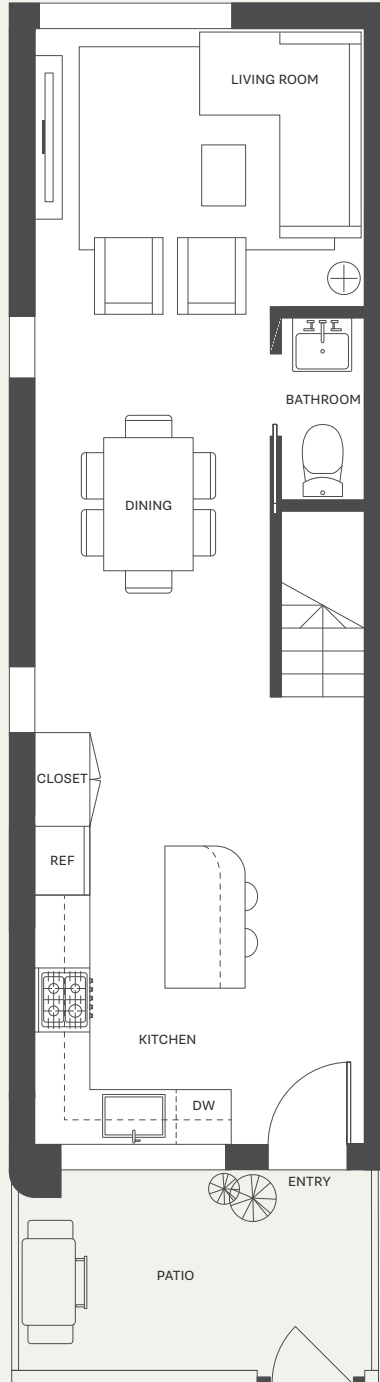 LIVING ROOM
BATHROOM
DINING
CLOSET
REF
KITCHEN
DW
ENTRY
PATIO